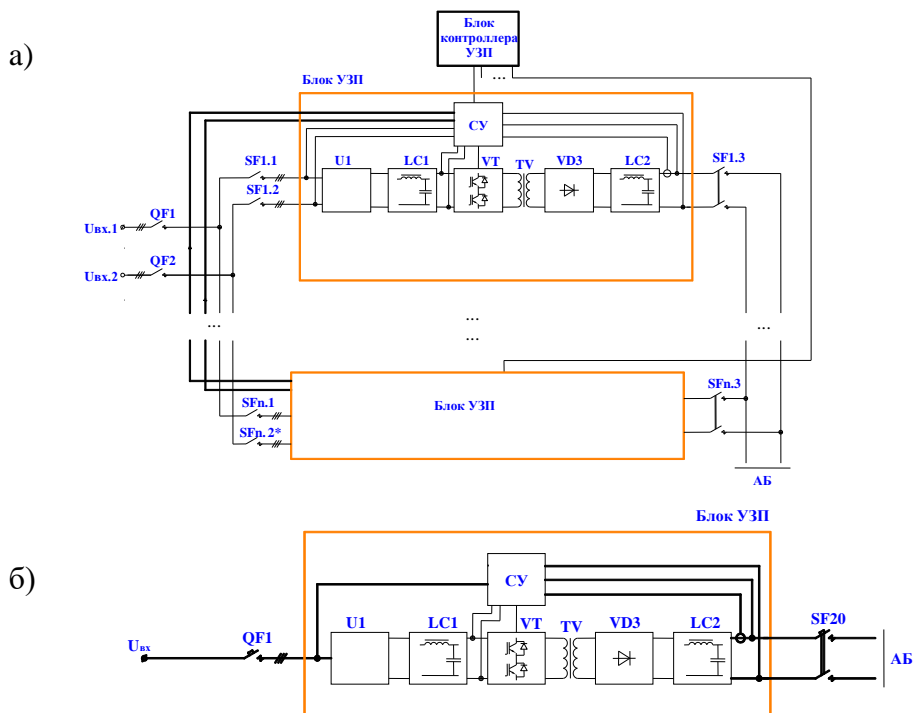 Блок
контроллера
УЗП
...
а)
Блок УЗП
СУ
SF1.1
U1
LC1
VT
TV
VD3
LC2
SF1.3
SF1.2
Uвх.1
QF1
Uвх.2
QF2
...
...
...
...
SFn.1
Блок УЗП
SFn.3
SFn.2*
АБ
Блок УЗП
б)
СУ
U1
LC1
VT
TV
VD3
LC2
SF20
Uвх
QF1
АБ